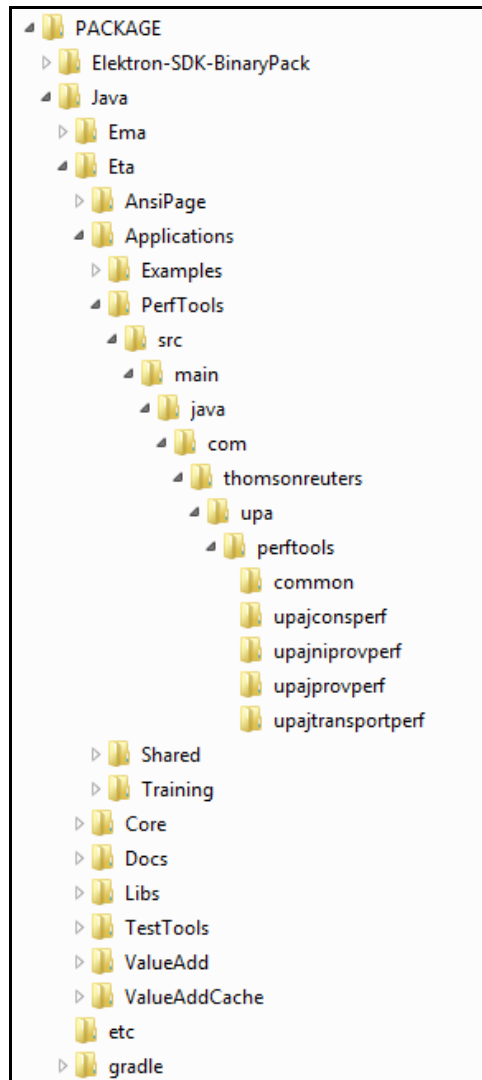 PACKAGE
Elektron-SDK-BinaryPack
Java
Ema
Eta
AnsiPage
Applications
Examples
PerfTools
src
main
java
com
thomsonreuters
upa
perftools
common
upajconsperf
upajniprovperf
upajprovperf
upajtransportperf
Shared
Training
Core
Docs
Libs
TestTools
ValueAdd
ValueAddCache
etc
gradle